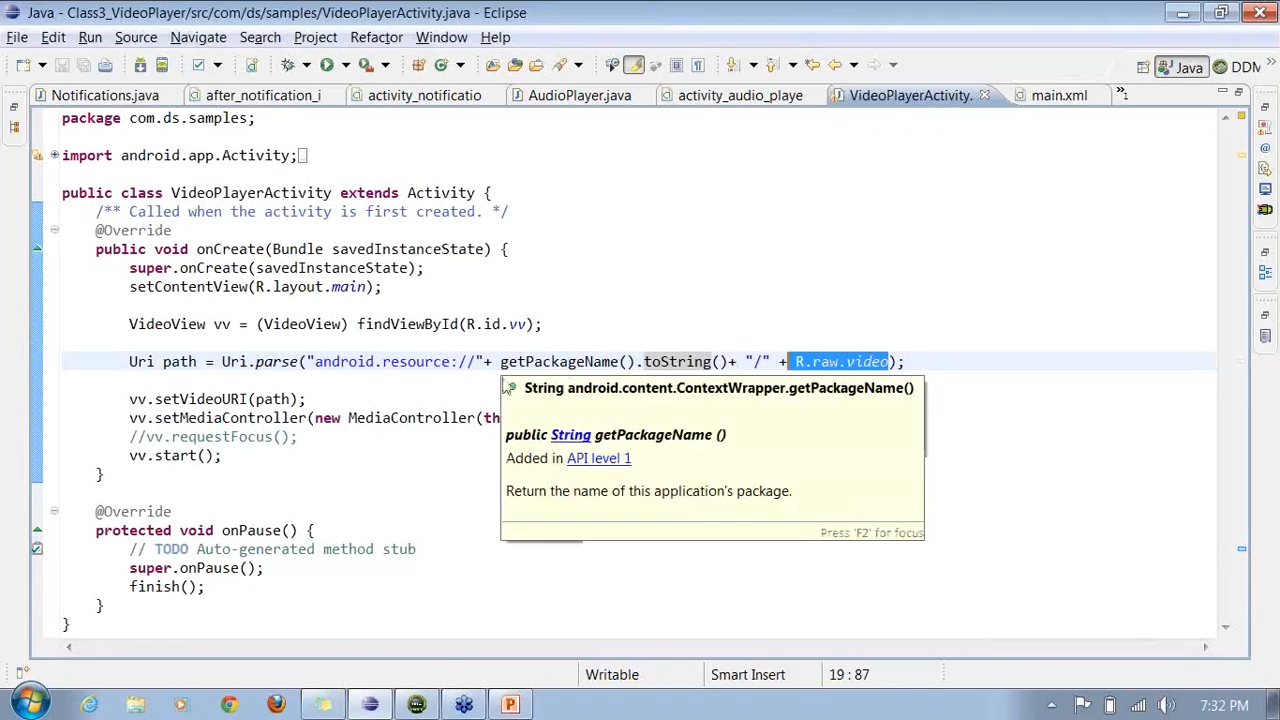 Java - Class3_VideoPlayer/src/com/ds/samples/VideoPlayerActivity.java - Eclipse
File Edit Run Source Navigate Search Project Refactor Window Help
Java DDM
Notifications.java after_notification_i activity_notificatio AudioPlayer.java activity_audio_playe VideoPlayerActivity. main.xml »1
package com.ds.samples;
import android.app.Activity;
public class VideoPlayerActivity extends Activity {
/** Called when the activity is first created. */
@Override
public void onCreate(Bundle savedInstanceState) {
super.onCreate(savedInstanceState);
setContentView(R.layout.main);
VideoView vv = (VideoView) findViewById(R.id.vv);
Uri path = Uri.parse("android.resource://"+ getPackageName().toString()+ "/" + R.raw.video);
String android.content.ContextWrapper.getPackageName()
vv.setVideoURI(path);
vv.setMediaController(new MediaController(th
public String getPackageName ()
//vv.requestFocus();
vv.start();
Added in API level 1
}
Return the name of this application's package.
@Override
protected void onPause() {
Press 'F2' for focus
// TODO Auto-generated method stub
super.onPause();
finish();
}
}
Writable Smart Insert 19 : 87
7:32 PM